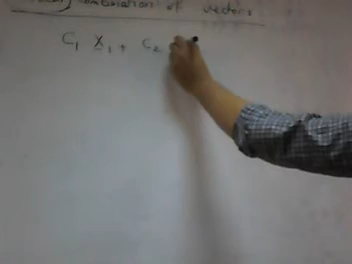 combination of vectors
C₁ X₁ + C₂